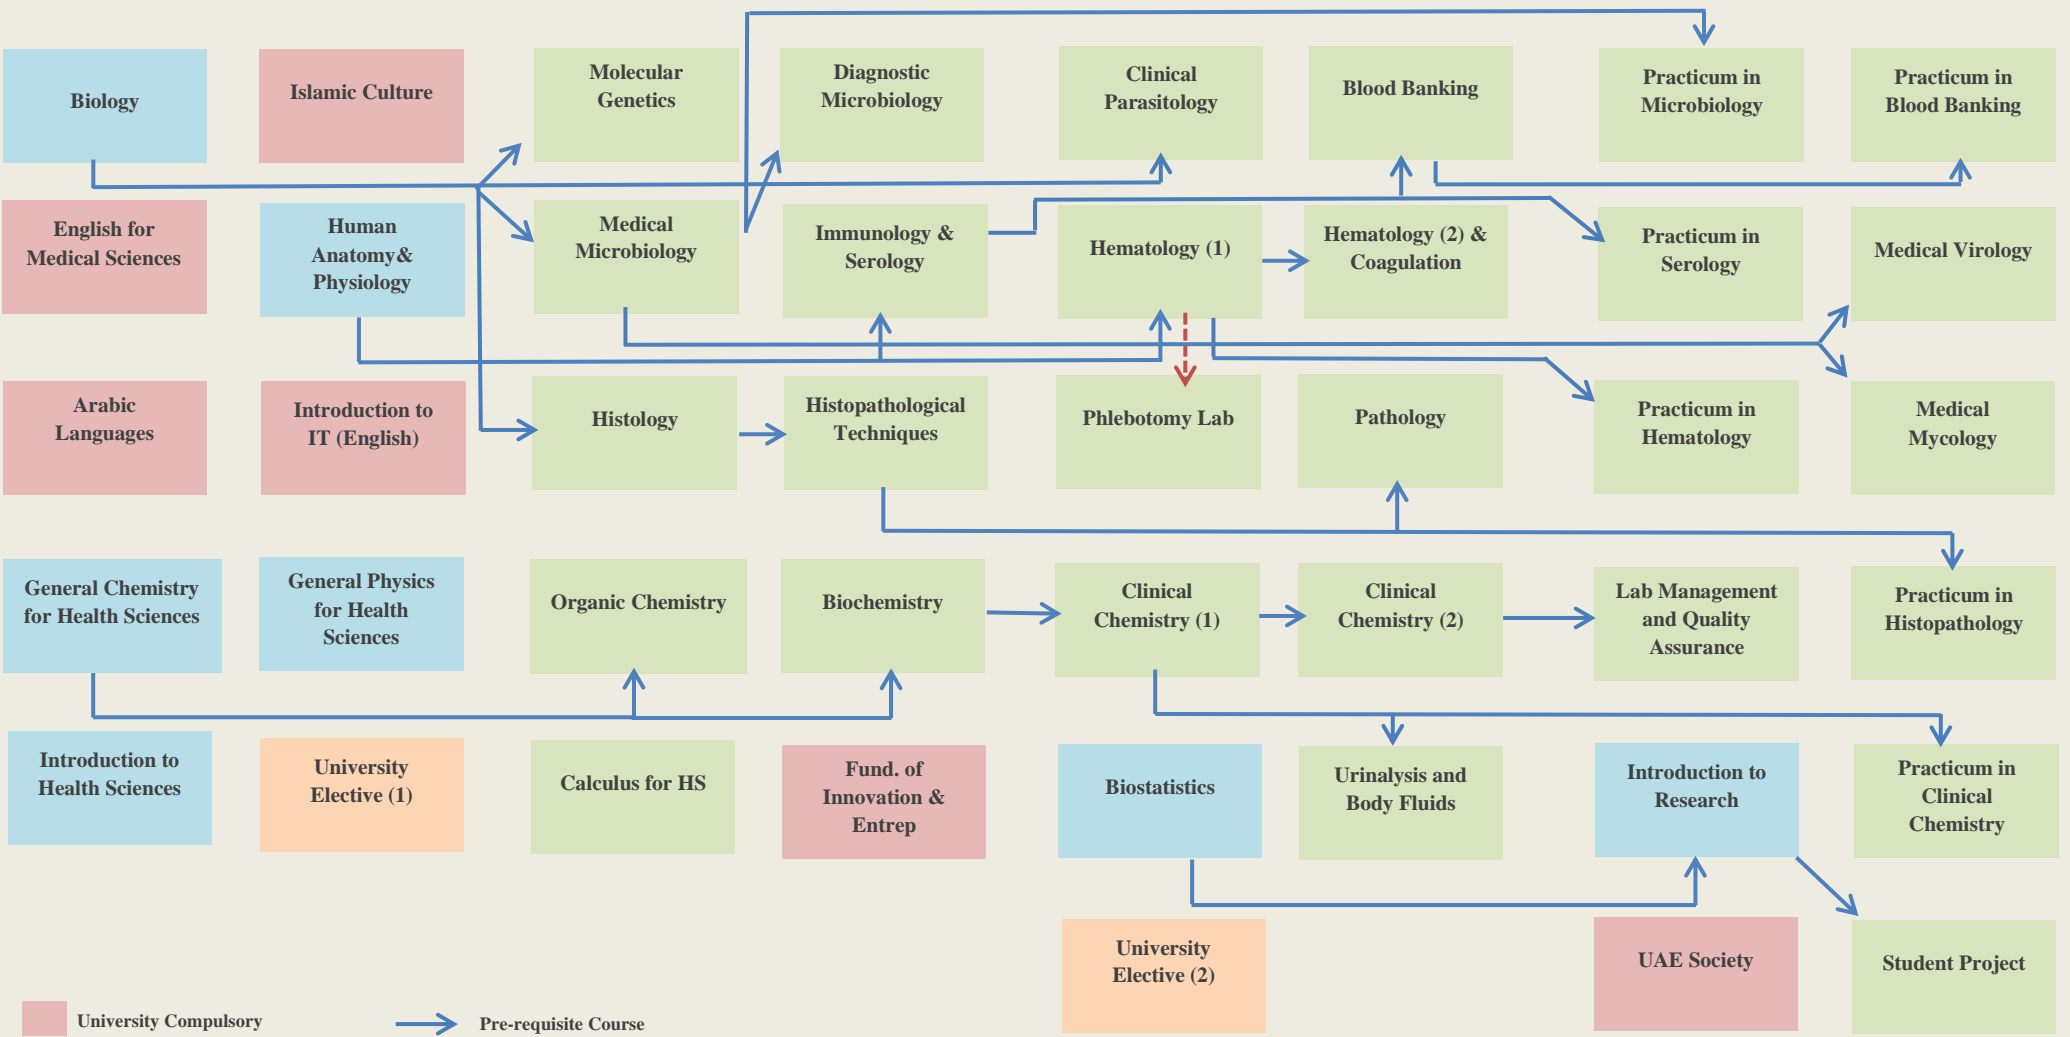 Biology
Islamic Culture
Molecular
Genetics
Diagnostic
Microbiology
Clinical
Parasitology
Blood Banking
Practicum in
Microbiology
Practicum in
Blood Banking
English for
Medical Sciences
Human
Anatomy&
Physiology
Medical
Microbiology
Immunology &
Serology
Hematology (1)
Hematology (2) &
Coagulation
Practicum in
Serology
Medical Virology
Arabic
Languages
Introduction to
IT (English)
Histology
Histopathological
Techniques
Phlebotomy Lab
Pathology
Practicum in
Hematology
Medical
Mycology
General Chemistry
for Health Sciences
General Physics
for Health
Sciences
Organic Chemistry
Biochemistry
Clinical
Chemistry (1)
Clinical
Chemistry (2)
Lab Management
and Quality
Assurance
Practicum in
Histopathology
Introduction to
Health Sciences
University
Elective (1)
Calculus for HS
Fund. of
Innovation &
Entrep
Biostatistics
Urinalysis and
Body Fluids
Introduction to
Research
Practicum in
Clinical
Chemistry
University
Elective (2)
UAE Society
Student Project
University Compulsory
Pre-requisite Course